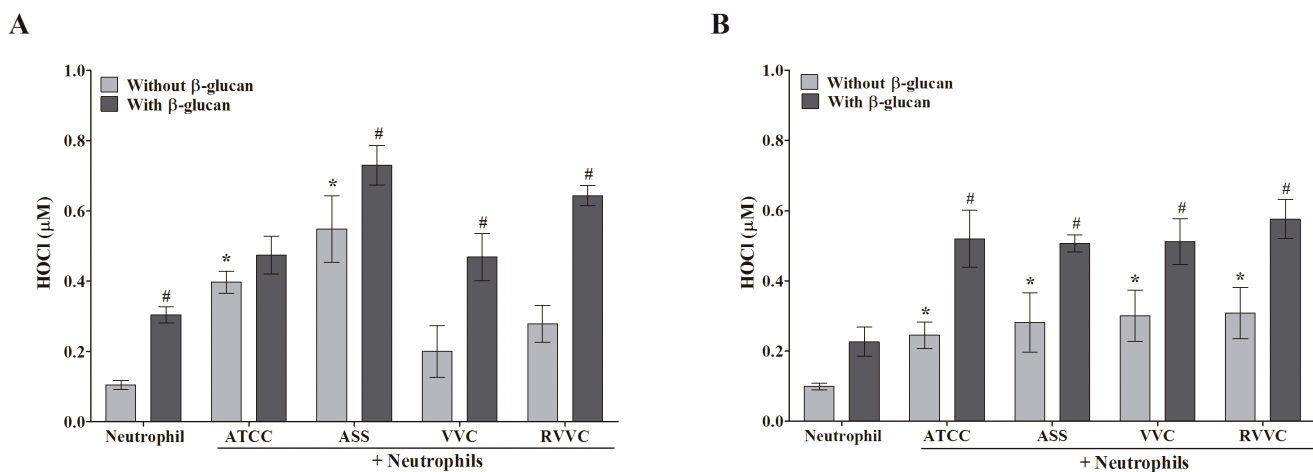 A
1.0
0.8
0.6
0.4
0.2
0.0
HOCl (μM)
Without β-glucan
With β-glucan
#
*
*
#
#
#
Neutrophil ATCC ASS VVC RVVC
+ Neutrophils
B
1.0
0.8
0.6
0.4
0.2
0.0
HOCl (μM)
Without β-glucan
With β-glucan
*
#
*
#
*
#
*
#
Neutrophil ATCC ASS VVC RVVC
+ Neutrophils